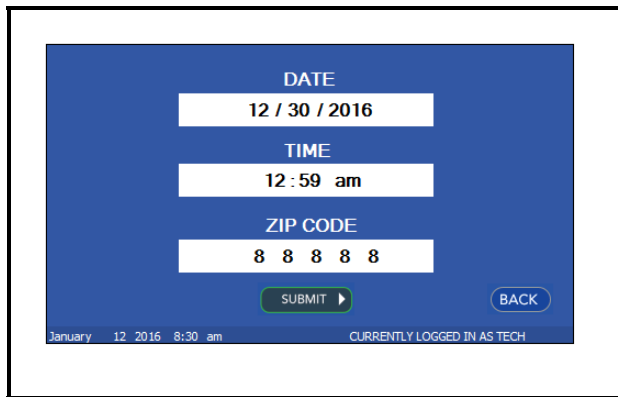 DATE
12 / 30 / 2016
TIME
12 : 59 am
ZIP CODE
8 8 8 8 8
SUBMIT
BACK
January 12 2016 8:30 am CURRENTLY LOGGED IN AS TECH